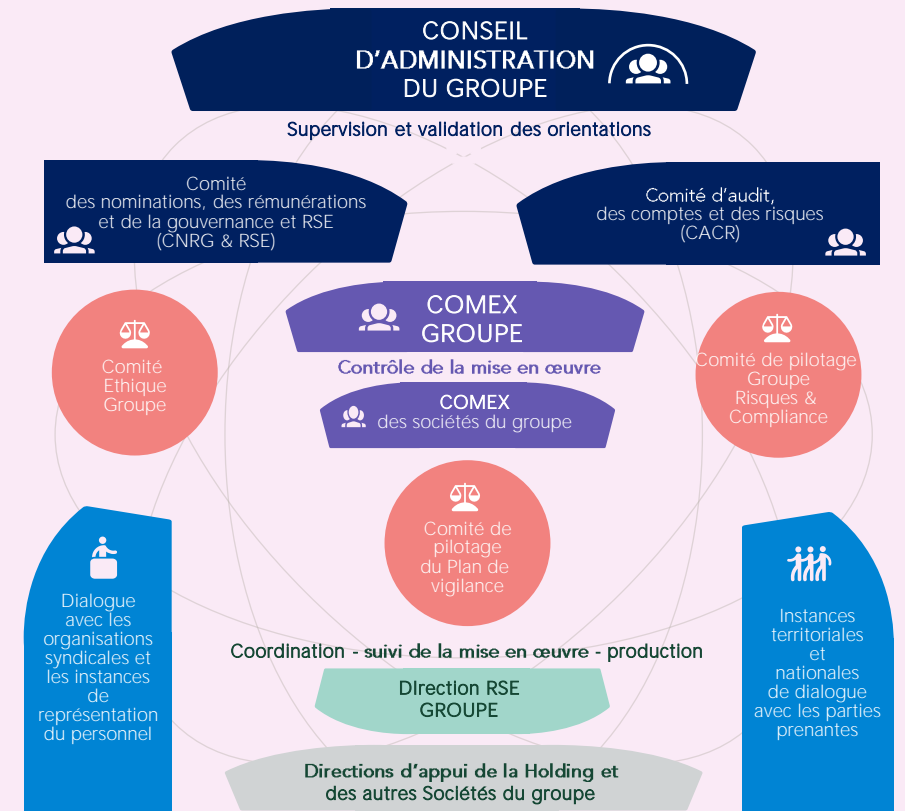 CONSEIL
D'ADMINISTRATION
DU GROUPE
Supervision et validation des orientations
Comité
des nominations, des rémunérations
et de la gouvernance et RSE
(CNRG & RSE)
Comité d'audit,
des comptes et des risques
(CACR)
COMEX
GROUPE
Contrôle de la mise en œuvre
COMEX
des sociétés du groupe
Comité
Ethique
Groupe
Comité de pilotage
Groupe
Risques &
Compliance
Comité de
pilotage
du Plan de
vigilance
Dialogue
avec les
organisations
syndicales et
les instances
de
représentation
du personnel
Instances
territoriales
et
nationales
de dialogue
avec les parties
prenantes
Coordination - suivi de la mise en œuvre - production
DIrection RSE
GROUPE
Directions d'appui de la Holding et
des autres Sociétés du groupe